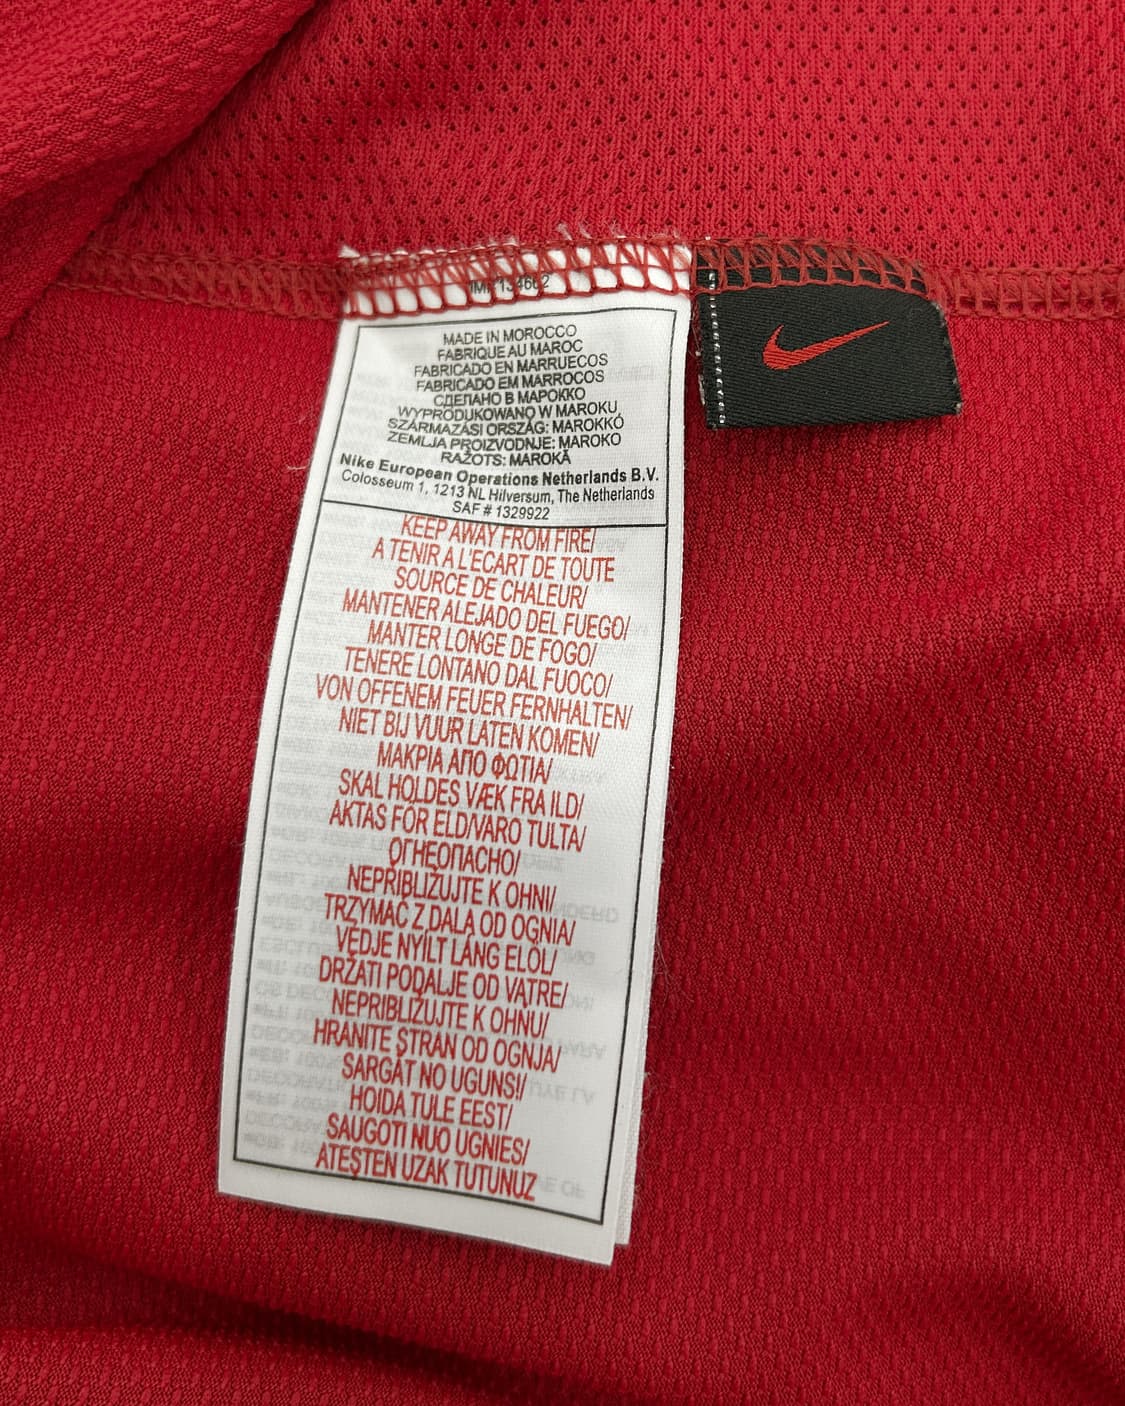 MADE IN MOROCCO
FABRIQUE AU MAROC
FABRICADO EN MARRUECOS
FABRICADO EM MARROCOS
СДЕЛАНО В МАРОККО
WYPRODUKOWANO W MAROKU
SZÁRMAZÁSI ORSZÁG: MAROKKÓ
ZEMLJA PROIZVODNJE: MAROKO
RAŽOTS: MAROKĀ
Nike European Operations Netherlands B.V.
Colosseum 1, 1213 NL Hilversum, The Netherlands
SAF # 1329922
KEEP AWAY FROM FIRE/
A TENIR A L'ECART DE TOUTE
SOURCE DE CHALEUR/
MANTENER ALEJADO DEL FUEGO/
MANTER LONGE DE FOGO/
TENERE LONTANO DAL FUOCO/
VON OFFENEM FEUER FERNHALTEN/
NIET BIJ VUUR LATEN KOMEN/
ΜΑΚΡΙΑ ΑΠΟ ΦΩΤΙΑ/
SKAL HOLDES VÆK FRA ILD/
AKTAS FÖR ELD/VARO TULTA/
ОГНЕОПАСНО/
NEPŘIBLIŽUJTE K OHNI/
TRZYMAĆ Z DALA OD OGNIA/
VÉDJE NYÍLT LÁNG ELŐL/
DRŽATI PODALJE OD VATRE/
NEPRIBLIŽUJTE K OHNU/
HRANITE STRAN OD OGNJA/
SARGĀT NO UGUNS!/
HOIDA TULE EEST/
SAUGOTI NUO UGNIES/
ATEŞTEN UZAK TUTUNUZ